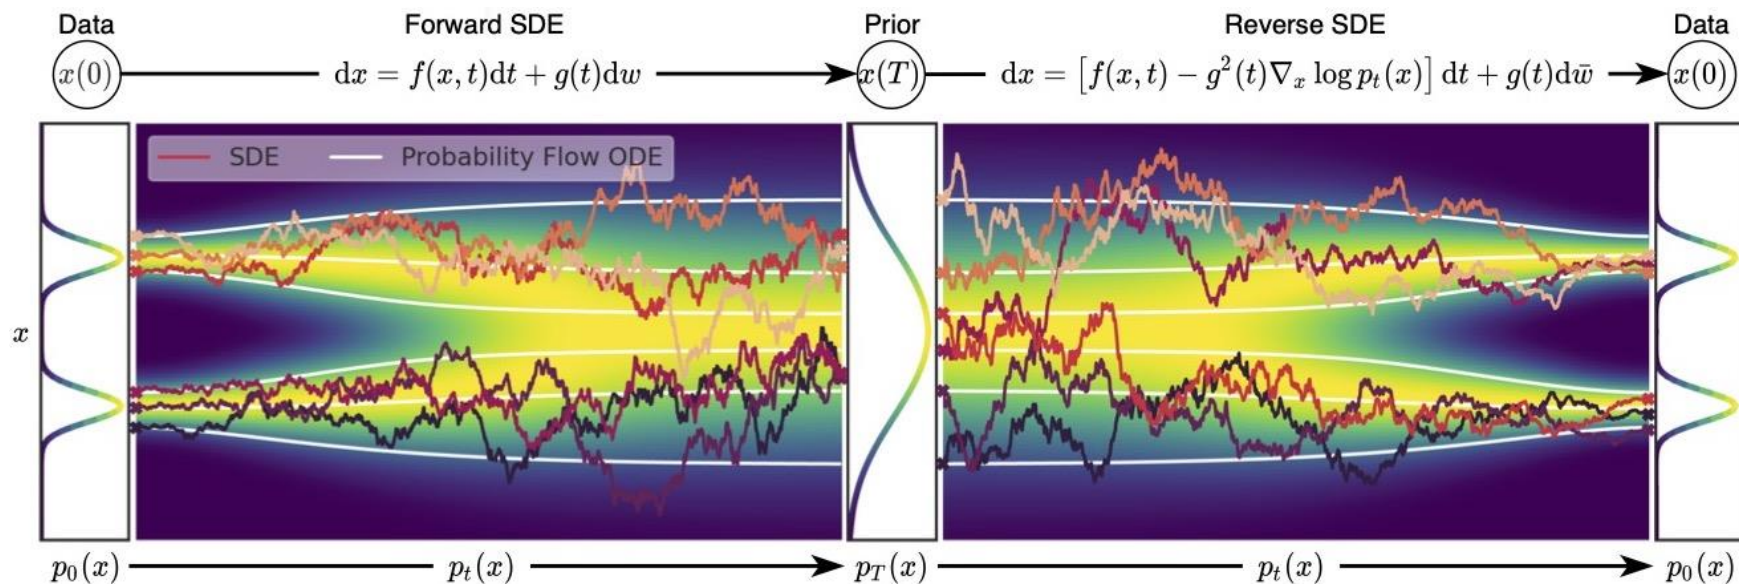 Data Forward SDE Prior Reverse SDE Data
x(0) dx = f(x, t)dt + g(t)dw x(T) dx = [f(x, t) − g²(t)∇ₓ log pₜ(x)] dt + g(t)dw̄ x(0)
SDE Probability Flow ODE
x
p₀(x) pₜ(x) p_T(x) pₜ(x) p₀(x)